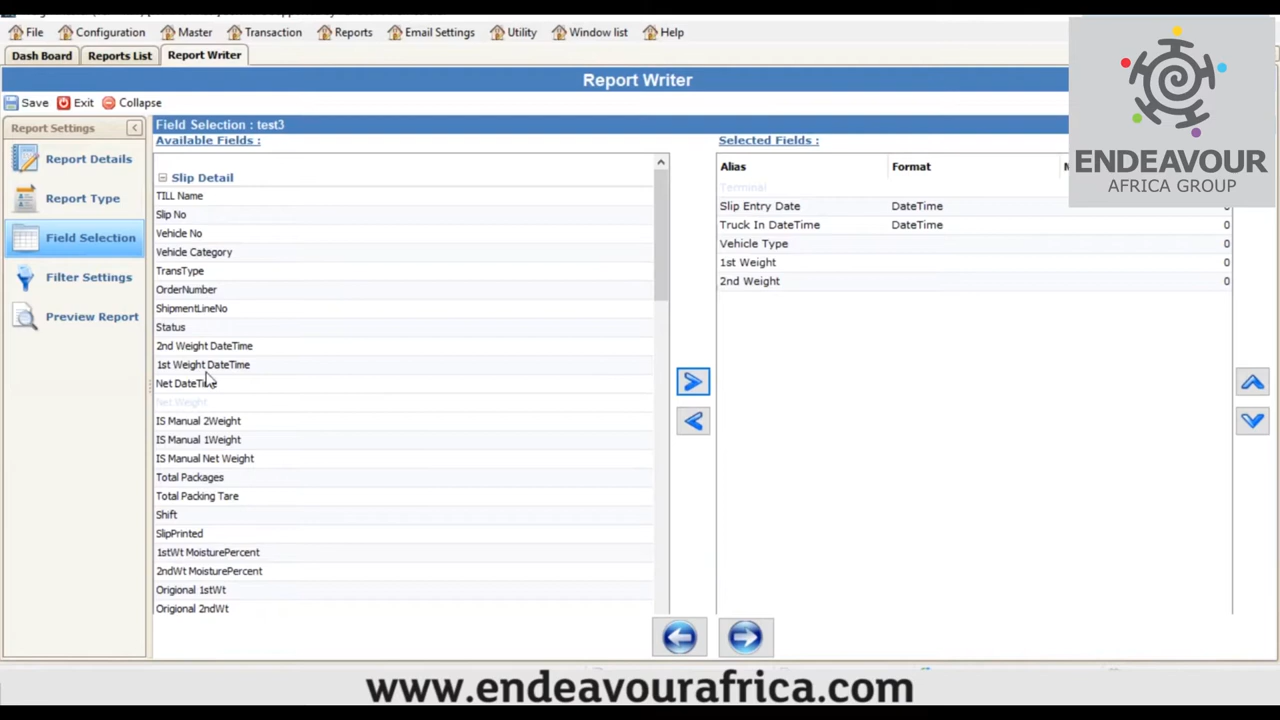 File Configuration Master Transaction Reports Email Settings Utility Window list Help
Dash Board Reports List Report Writer
Report Writer
Save Exit Collapse
Report Settings
Report Details
Report Type
Field Selection
Filter Settings
Preview Report
Field Selection : test3
Available Fields :
Slip Detail
TILL Name
Slip No
Vehicle No
Vehicle Category
TransType
OrderNumber
ShipmentLineNo
Status
2nd Weight DateTime
1st Weight DateTime
Net DateTime
Net Weight
IS Manual 2Weight
IS Manual 1Weight
IS Manual Net Weight
Total Packages
Total Packing Tare
Shift
SlipPrinted
1stWt MoisturePercent
2ndWt MoisturePercent
Origional 1stWt
Origional 2ndWt
Selected Fields :
Alias Format
Terminal
Slip Entry Date DateTime 0
Truck In DateTime DateTime 0
Vehicle Type 0
1st Weight 0
2nd Weight 0
ENDEAVOUR
AFRICA GROUP
www.endeavourafrica.com